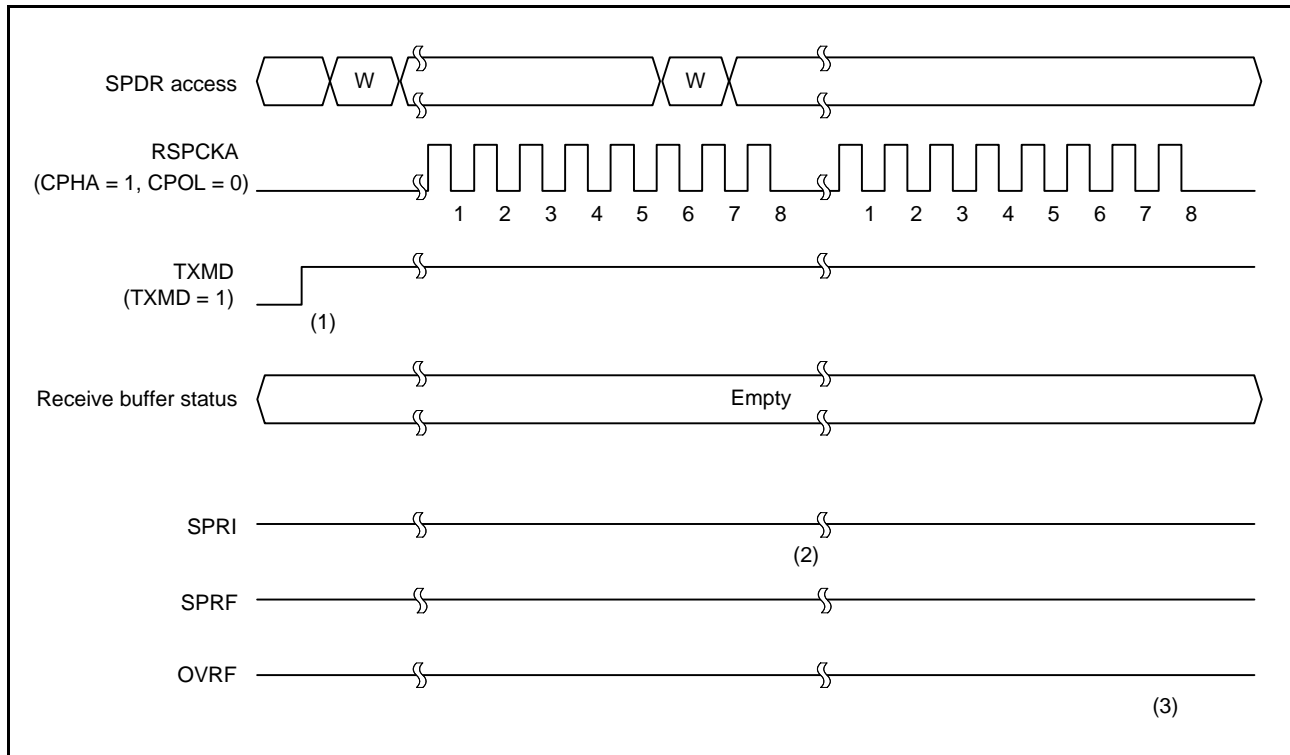 SPDR access
W
W
RSPCKA
(CPHA = 1, CPOL = 0)
1 2 3 4 5 6 7 8 1 2 3 4 5 6 7 8
TXMD
(TXMD = 1)
(1)
Receive buffer status
Empty
SPRI
(2)
SPRF
OVRF
(3)